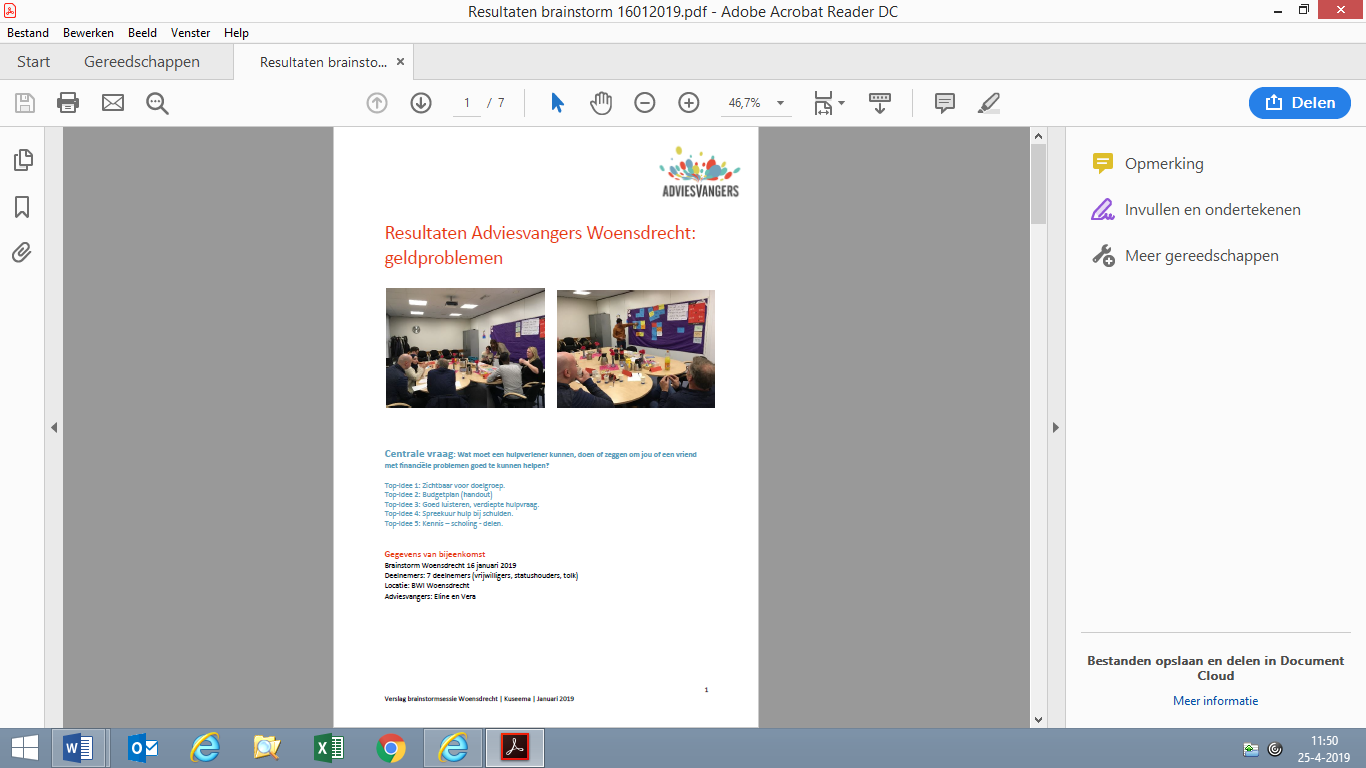 Resultaten brainstorm 16012019.pdf - Adobe Acrobat Reader DC
Bestand Bewerken Beeld Venster Help
Start Gereedschappen Resultaten brainsto... ×
1 / 7 46,7% Delen
ADVIESVANGERS
Resultaten Adviesvangers Woensdrecht:
geldproblemen
Centrale vraag: Wat moet een hulpverlener kunnen, doen of zeggen om jou of een vriend
met financiële problemen goed te kunnen helpen?
Top-idee 1: Zichtbaar voor doelgroep.
Top-idee 2: Budgetplan (handout)
Top-idee 3: Goed luisteren, verdiepte hulpvraag.
Top-idee 4: Spreekuur hulp bij schulden.
Top-idee 5: Kennis – scholing - delen.
Gegevens van bijeenkomst
Brainstorm Woensdrecht 16 januari 2019
Deelnemers: 7 deelnemers (vrijwilligers, statushouders, tolk)
Locatie: BWI Woensdrecht
Adviesvangers: Eline en Vera
1
Verslag brainstormsessie Woensdrecht | Kuseema | Januari 2019
Opmerking
Invullen en ondertekenen
Meer gereedschappen
Bestanden opslaan en delen in Document
Cloud
Meer informatie
11:50
25-4-2019